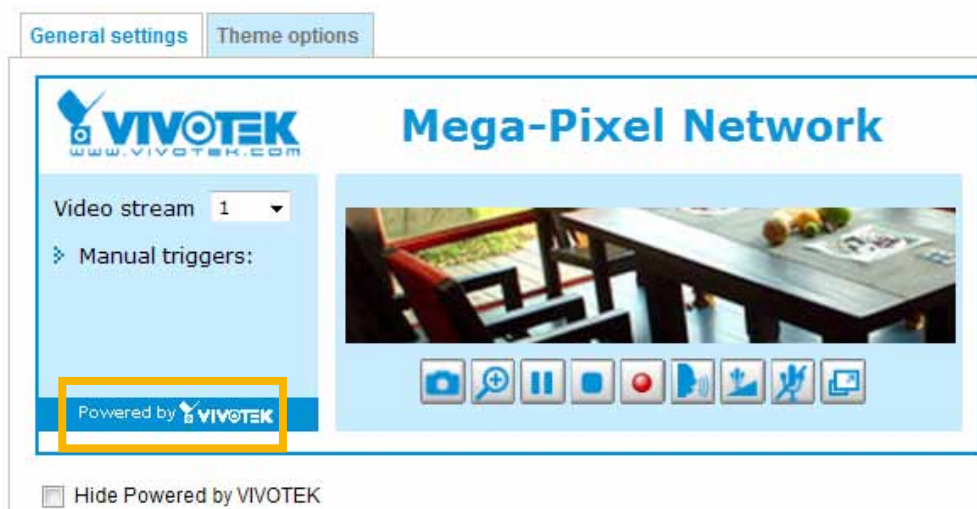 General settings Theme options
VIVOTEK
www.vivotek.com
Mega-Pixel Network
Video stream 1
Manual triggers:
Powered by VIVOTEK
Hide Powered by VIVOTEK